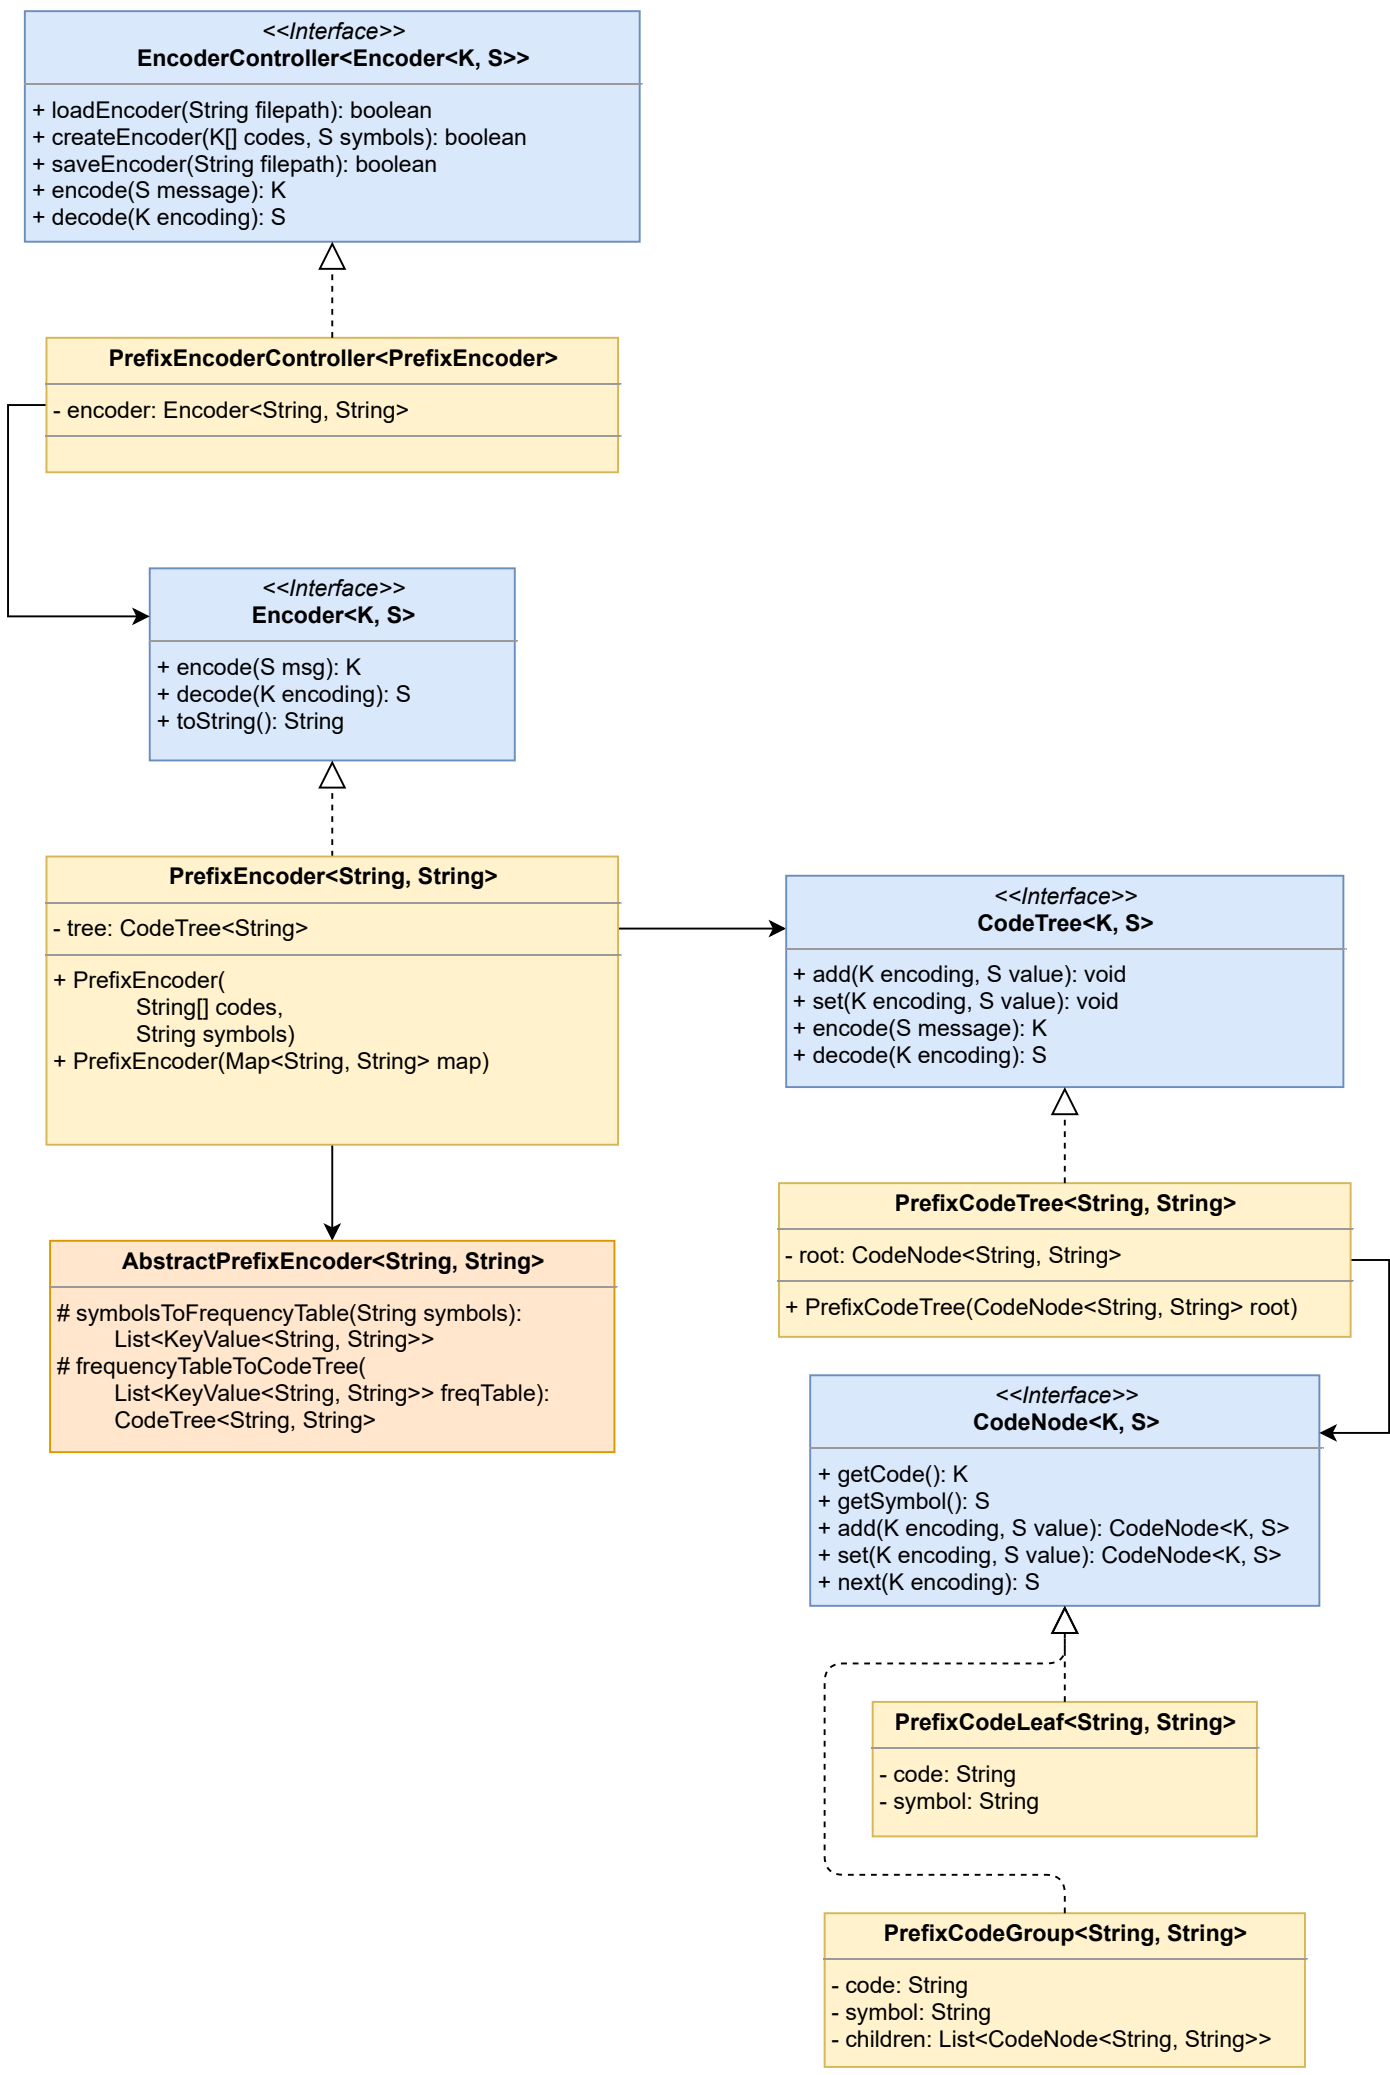 <<Interface>>
EncoderController<Encoder<K, S>>
+ loadEncoder(String filepath): boolean
+ createEncoder(K[] codes, S symbols): boolean
+ saveEncoder(String filepath): boolean
+ encode(S message): K
+ decode(K encoding): S
PrefixEncoderController<PrefixEncoder>
- encoder: Encoder<String, String>
<<Interface>>
Encoder<K, S>
+ encode(S msg): K
+ decode(K encoding): S
+ toString(): String
PrefixEncoder<String, String>
- tree: CodeTree<String>
+ PrefixEncoder(
String[] codes,
String symbols)
+ PrefixEncoder(Map<String, String> map)
AbstractPrefixEncoder<String, String>
# symbolsToFrequencyTable(String symbols):
List<KeyValue<String, String>>
# frequencyTableToCodeTree(
List<KeyValue<String, String>> freqTable):
CodeTree<String, String>
<<Interface>>
CodeTree<K, S>
+ add(K encoding, S value): void
+ set(K encoding, S value): void
+ encode(S message): K
+ decode(K encoding): S
PrefixCodeTree<String, String>
- root: CodeNode<String, String>
+ PrefixCodeTree(CodeNode<String, String> root)
<<Interface>>
CodeNode<K, S>
+ getCode(): K
+ getSymbol(): S
+ add(K encoding, S value): CodeNode<K, S>
+ set(K encoding, S value): CodeNode<K, S>
+ next(K encoding): S
PrefixCodeLeaf<String, String>
- code: String
- symbol: String
PrefixCodeGroup<String, String>
- code: String
- symbol: String
- children: List<CodeNode<String, String>>